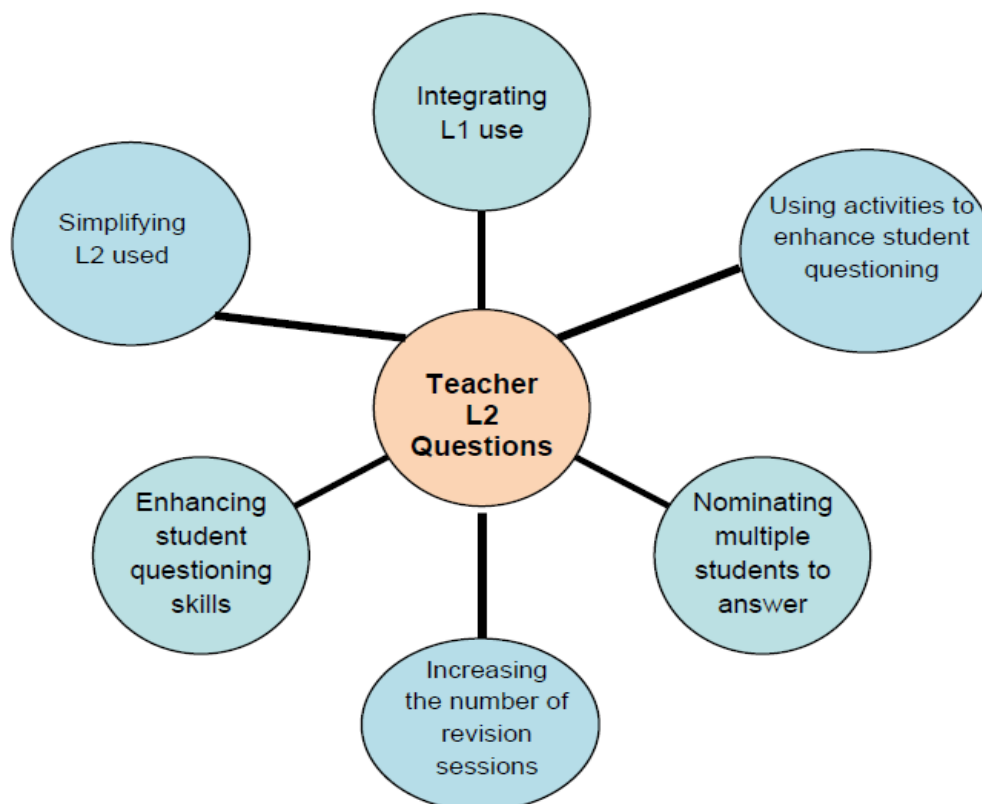 Integrating
L1 use
Simplifying
L2 used
Using activities to
enhance student
questioning
Teacher
L2
Questions
Enhancing
student
questioning
skills
Nominating
multiple
students to
answer
Increasing
the number of
revision
sessions